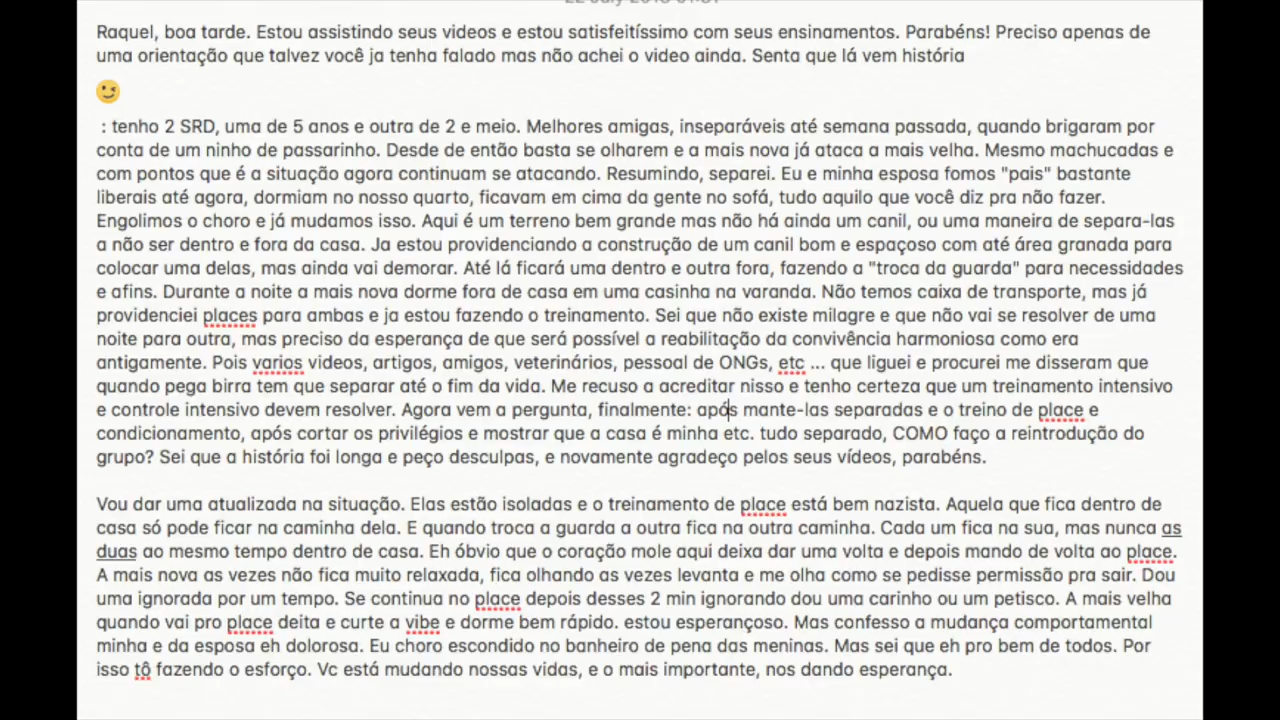 Raquel, boa tarde. Estou assistindo seus videos e estou satisfeitíssimo com seus ensinamentos. Parabéns! Preciso apenas de
uma orientação que talvez você ja tenha falado mas não achei o video ainda. Senta que lá vem história
😉
: tenho 2 SRD, uma de 5 anos e outra de 2 e meio. Melhores amigas, inseparáveis até semana passada, quando brigaram por
conta de um ninho de passarinho. Desde de então basta se olharem e a mais nova já ataca a mais velha. Mesmo machucadas e
com pontos que é a situação agora continuam se atacando. Resumindo, separei. Eu e minha esposa fomos "pais" bastante
liberais até agora, dormiam no nosso quarto, ficavam em cima da gente no sofá, tudo aquilo que você diz pra não fazer.
Engolimos o choro e já mudamos isso. Aqui é um terreno bem grande mas não há ainda um canil, ou uma maneira de separa-las
a não ser dentro e fora da casa. Ja estou providenciando a construção de um canil bom e espaçoso com até área granada para
colocar uma delas, mas ainda vai demorar. Até lá ficará uma dentro e outra fora, fazendo a "troca da guarda" para necessidades
e afins. Durante a noite a mais nova dorme fora de casa em uma casinha na varanda. Não temos caixa de transporte, mas já
providenciei places para ambas e ja estou fazendo o treinamento. Sei que não existe milagre e que não vai se resolver de uma
noite para outra, mas preciso da esperança de que será possível a reabilitação da convivência harmoniosa como era
antigamente. Pois varios videos, artigos, amigos, veterinários, pessoal de ONGs, etc ... que liguei e procurei me disseram que
quando pega birra tem que separar até o fim da vida. Me recuso a acreditar nisso e tenho certeza que um treinamento intensivo
e controle intensivo devem resolver. Agora vem a pergunta, finalmente: após mante-las separadas e o treino de place e
condicionamento, após cortar os privilégios e mostrar que a casa é minha etc. tudo separado, COMO faço a reintrodução do
grupo? Sei que a história foi longa e peço desculpas, e novamente agradeço pelos seus vídeos, parabéns.
Vou dar uma atualizada na situação. Elas estão isoladas e o treinamento de place está bem nazista. Aquela que fica dentro de
casa só pode ficar na caminha dela. E quando troca a guarda a outra fica na outra caminha. Cada um fica na sua, mas nunca as
duas ao mesmo tempo dentro de casa. Eh óbvio que o coração mole aqui deixa dar uma volta e depois mando de volta ao place.
A mais nova as vezes não fica muito relaxada, fica olhando as vezes levanta e me olha como se pedisse permissão pra sair. Dou
uma ignorada por um tempo. Se continua no place depois desses 2 min ignorando dou uma carinho ou um petisco. A mais velha
quando vai pro place deita e curte a vibe e dorme bem rápido. estou esperançoso. Mas confesso a mudança comportamental
minha e da esposa eh dolorosa. Eu choro escondido no banheiro de pena das meninas. Mas sei que eh pro bem de todos. Por
isso tô fazendo o esforço. Vc está mudando nossas vidas, e o mais importante, nos dando esperança.